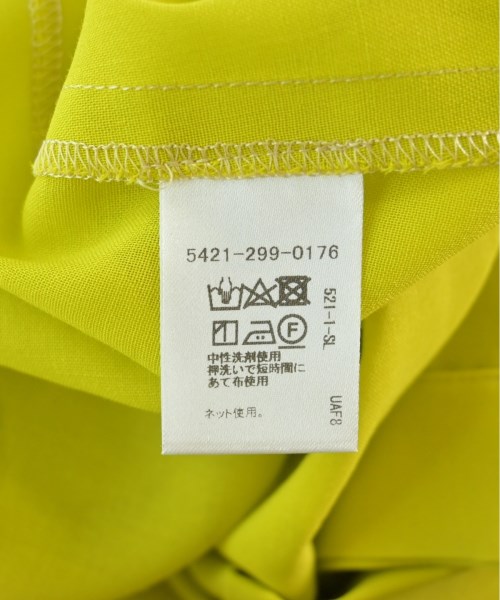 5421-299-0176
F
中性洗剤使用
押洗いで短時間に
あて布使用
ネット使用。
521-1-SL
UAF8